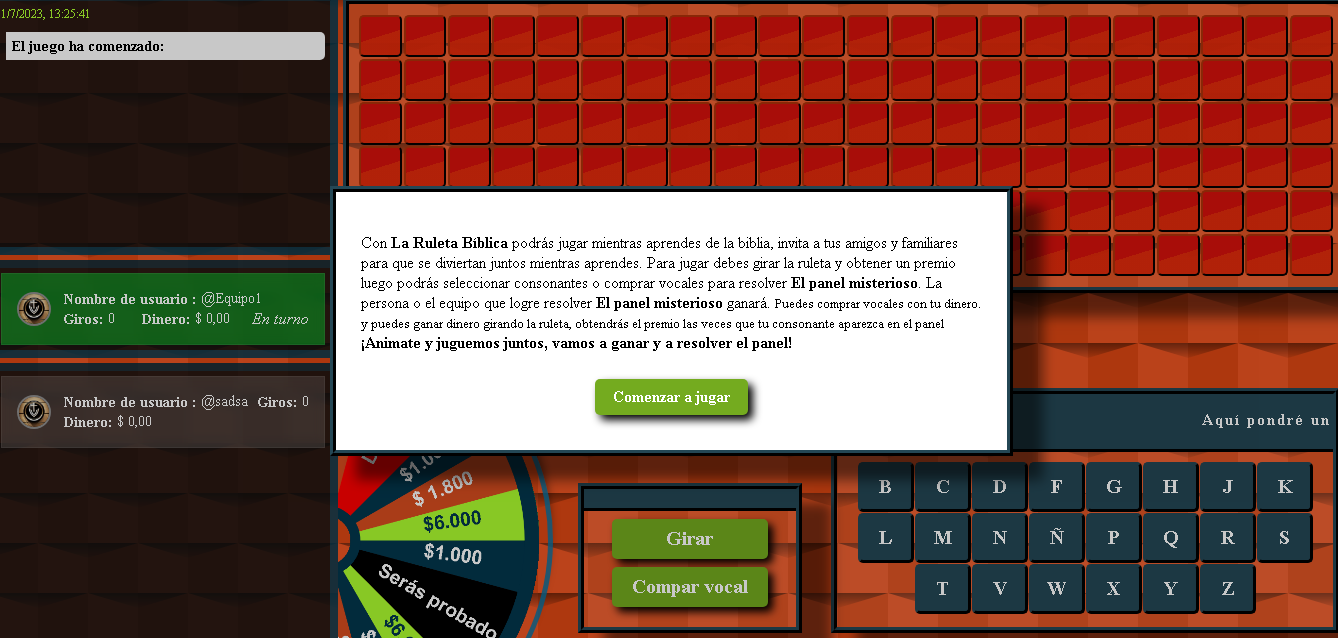 1/7/2023, 13:25:41
El juego ha comenzado:
Nombre de usuario : @Equipo1
Giros: 0 Dinero: $ 0,00 En turno
Nombre de usuario : @sadsa Giros: 0
Dinero: $ 0,00
Con La Ruleta Bíblica podrás jugar mientras aprendes de la biblia, invita a tus amigos y familiares
para que se diviertan juntos mientras aprendes. Para jugar debes girar la ruleta y obtener un premio
luego podrás seleccionar consonantes o comprar vocales para resolver El panel misterioso. La
persona o el equipo que logre resolver El panel misterioso ganará. Puedes comprar vocales con tu dinero.
y puedes ganar dinero girando la ruleta, obtendrás el premio las veces que tu consonante aparezca en el panel
¡Animate y juguemos juntos, vamos a ganar y a resolver el panel!
Comenzar a jugar
$ 1.800
$6.000
$1.000
Serás probado
Girar
Compar vocal
Aquí pondré un
B C D F G H J K
L M N Ñ P Q R S
T V W X Y Z